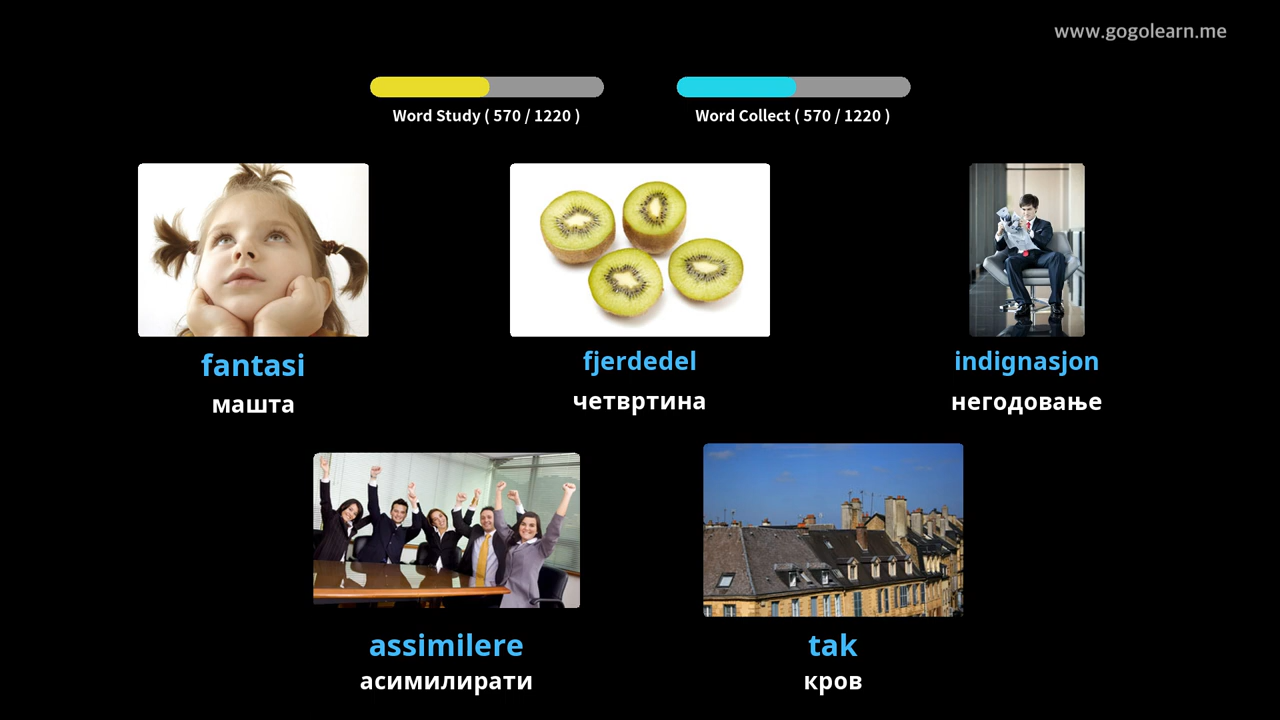 www.gogolearn.me
Word Study ( 570 / 1220 )
Word Collect ( 570 / 1220 )
fantasi
машта
fjerdedel
четвртина
indignasjon
негодовање
assimilere
асимилирати
tak
кров